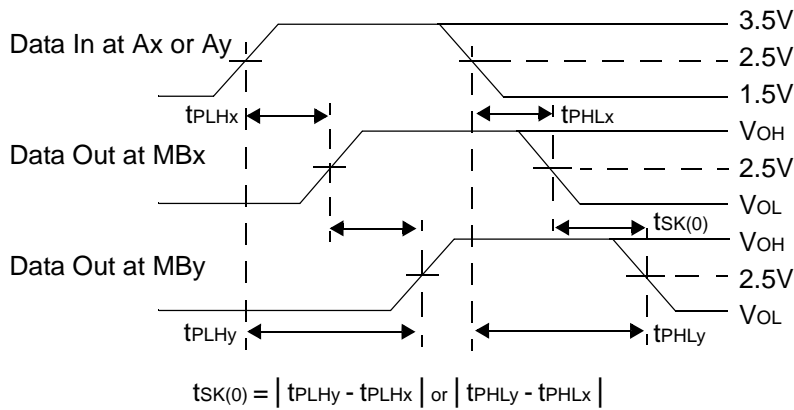 3.5V
Data In at Ax or Ay
2.5V
1.5V
tPLHx
tPHLx
VOH
Data Out at MBx
2.5V
VOL
tSK(0)
VOH
Data Out at MBy
2.5V
VOL
tPLHy
tPHLy
tSK(0) = | tPLHy - tPLHx | or | tPHLy - tPHLx |